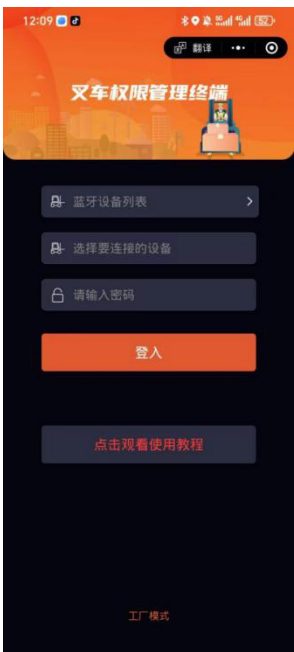 12:09
翻译
叉车权限管理终端
蓝牙设备列表
选择要连接的设备
请输入密码
登入
点击观看使用教程
工厂模式